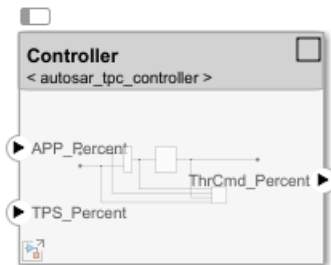 Controller
< autosar_tpc_controller >
APP_Percent
ThrCmd_Percent
TPS_Percent